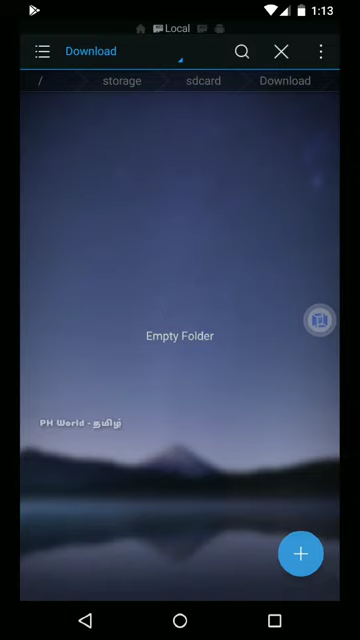 1:13
Local
Download
/ storage sdcard Download
Empty Folder
PH World - தமிழ்